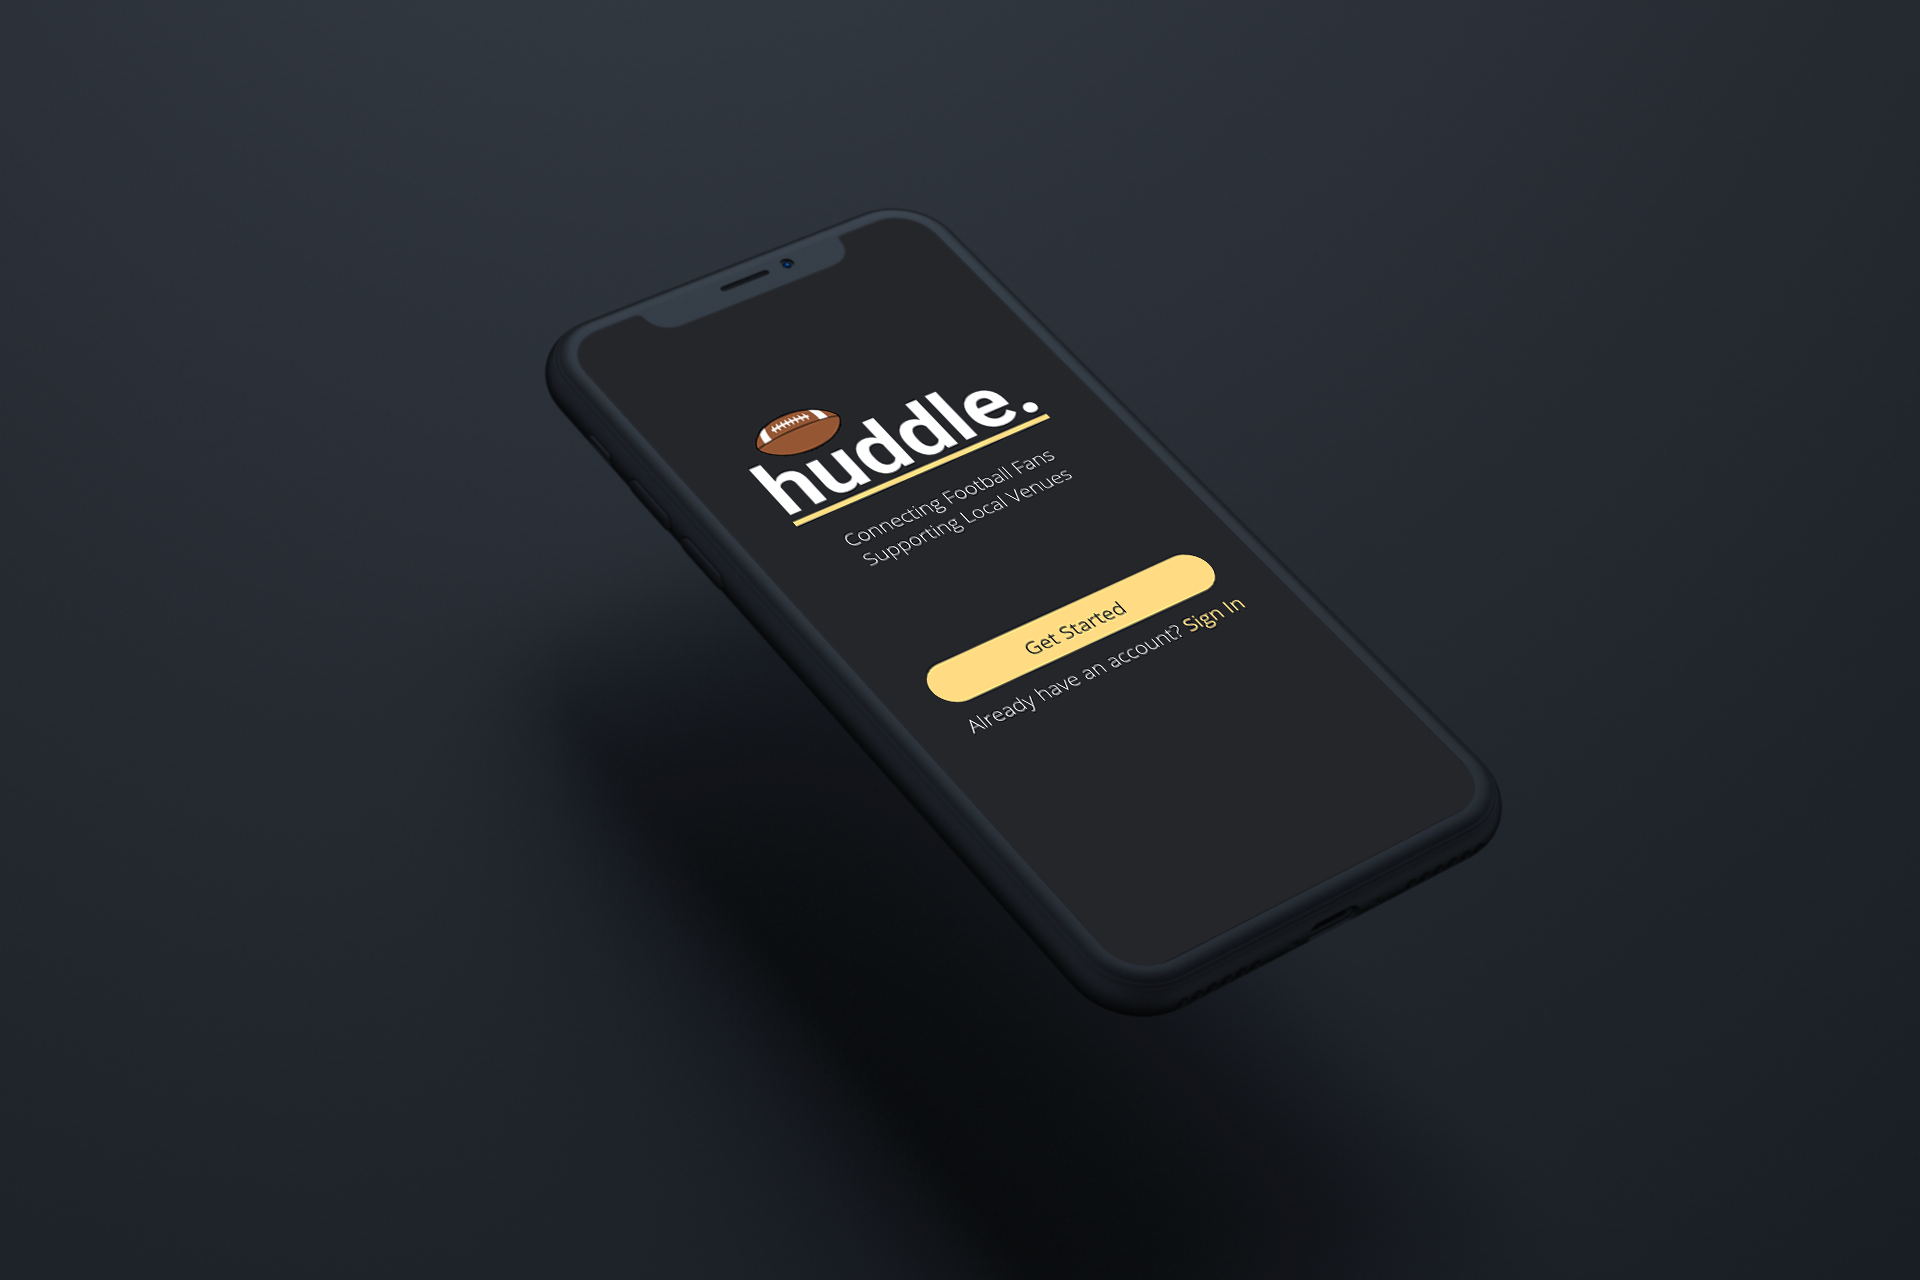 huddle.
Connecting Football Fans
Supporting Local Venues
Get Started
Already have an account? Sign In